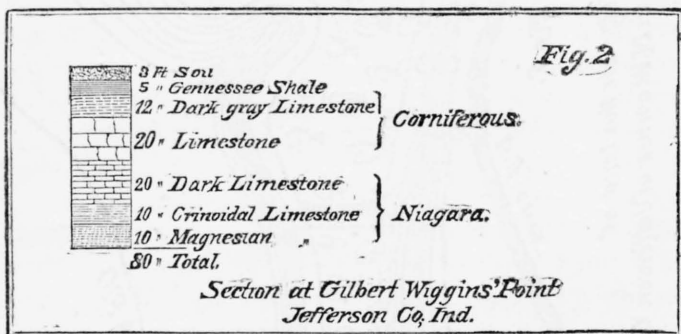 Fig. 2
3 Ft Soil
5 " Gennessee Shale
12 " Dark gray Limestone
Corniferous.
20 " Limestone
20 " Dark Limestone
10 " Crinoidal Limestone
Niagara.
10 " Magnesian "
80 " Total.
Section at Gilbert Wiggins' Point
Jefferson Co, Ind.